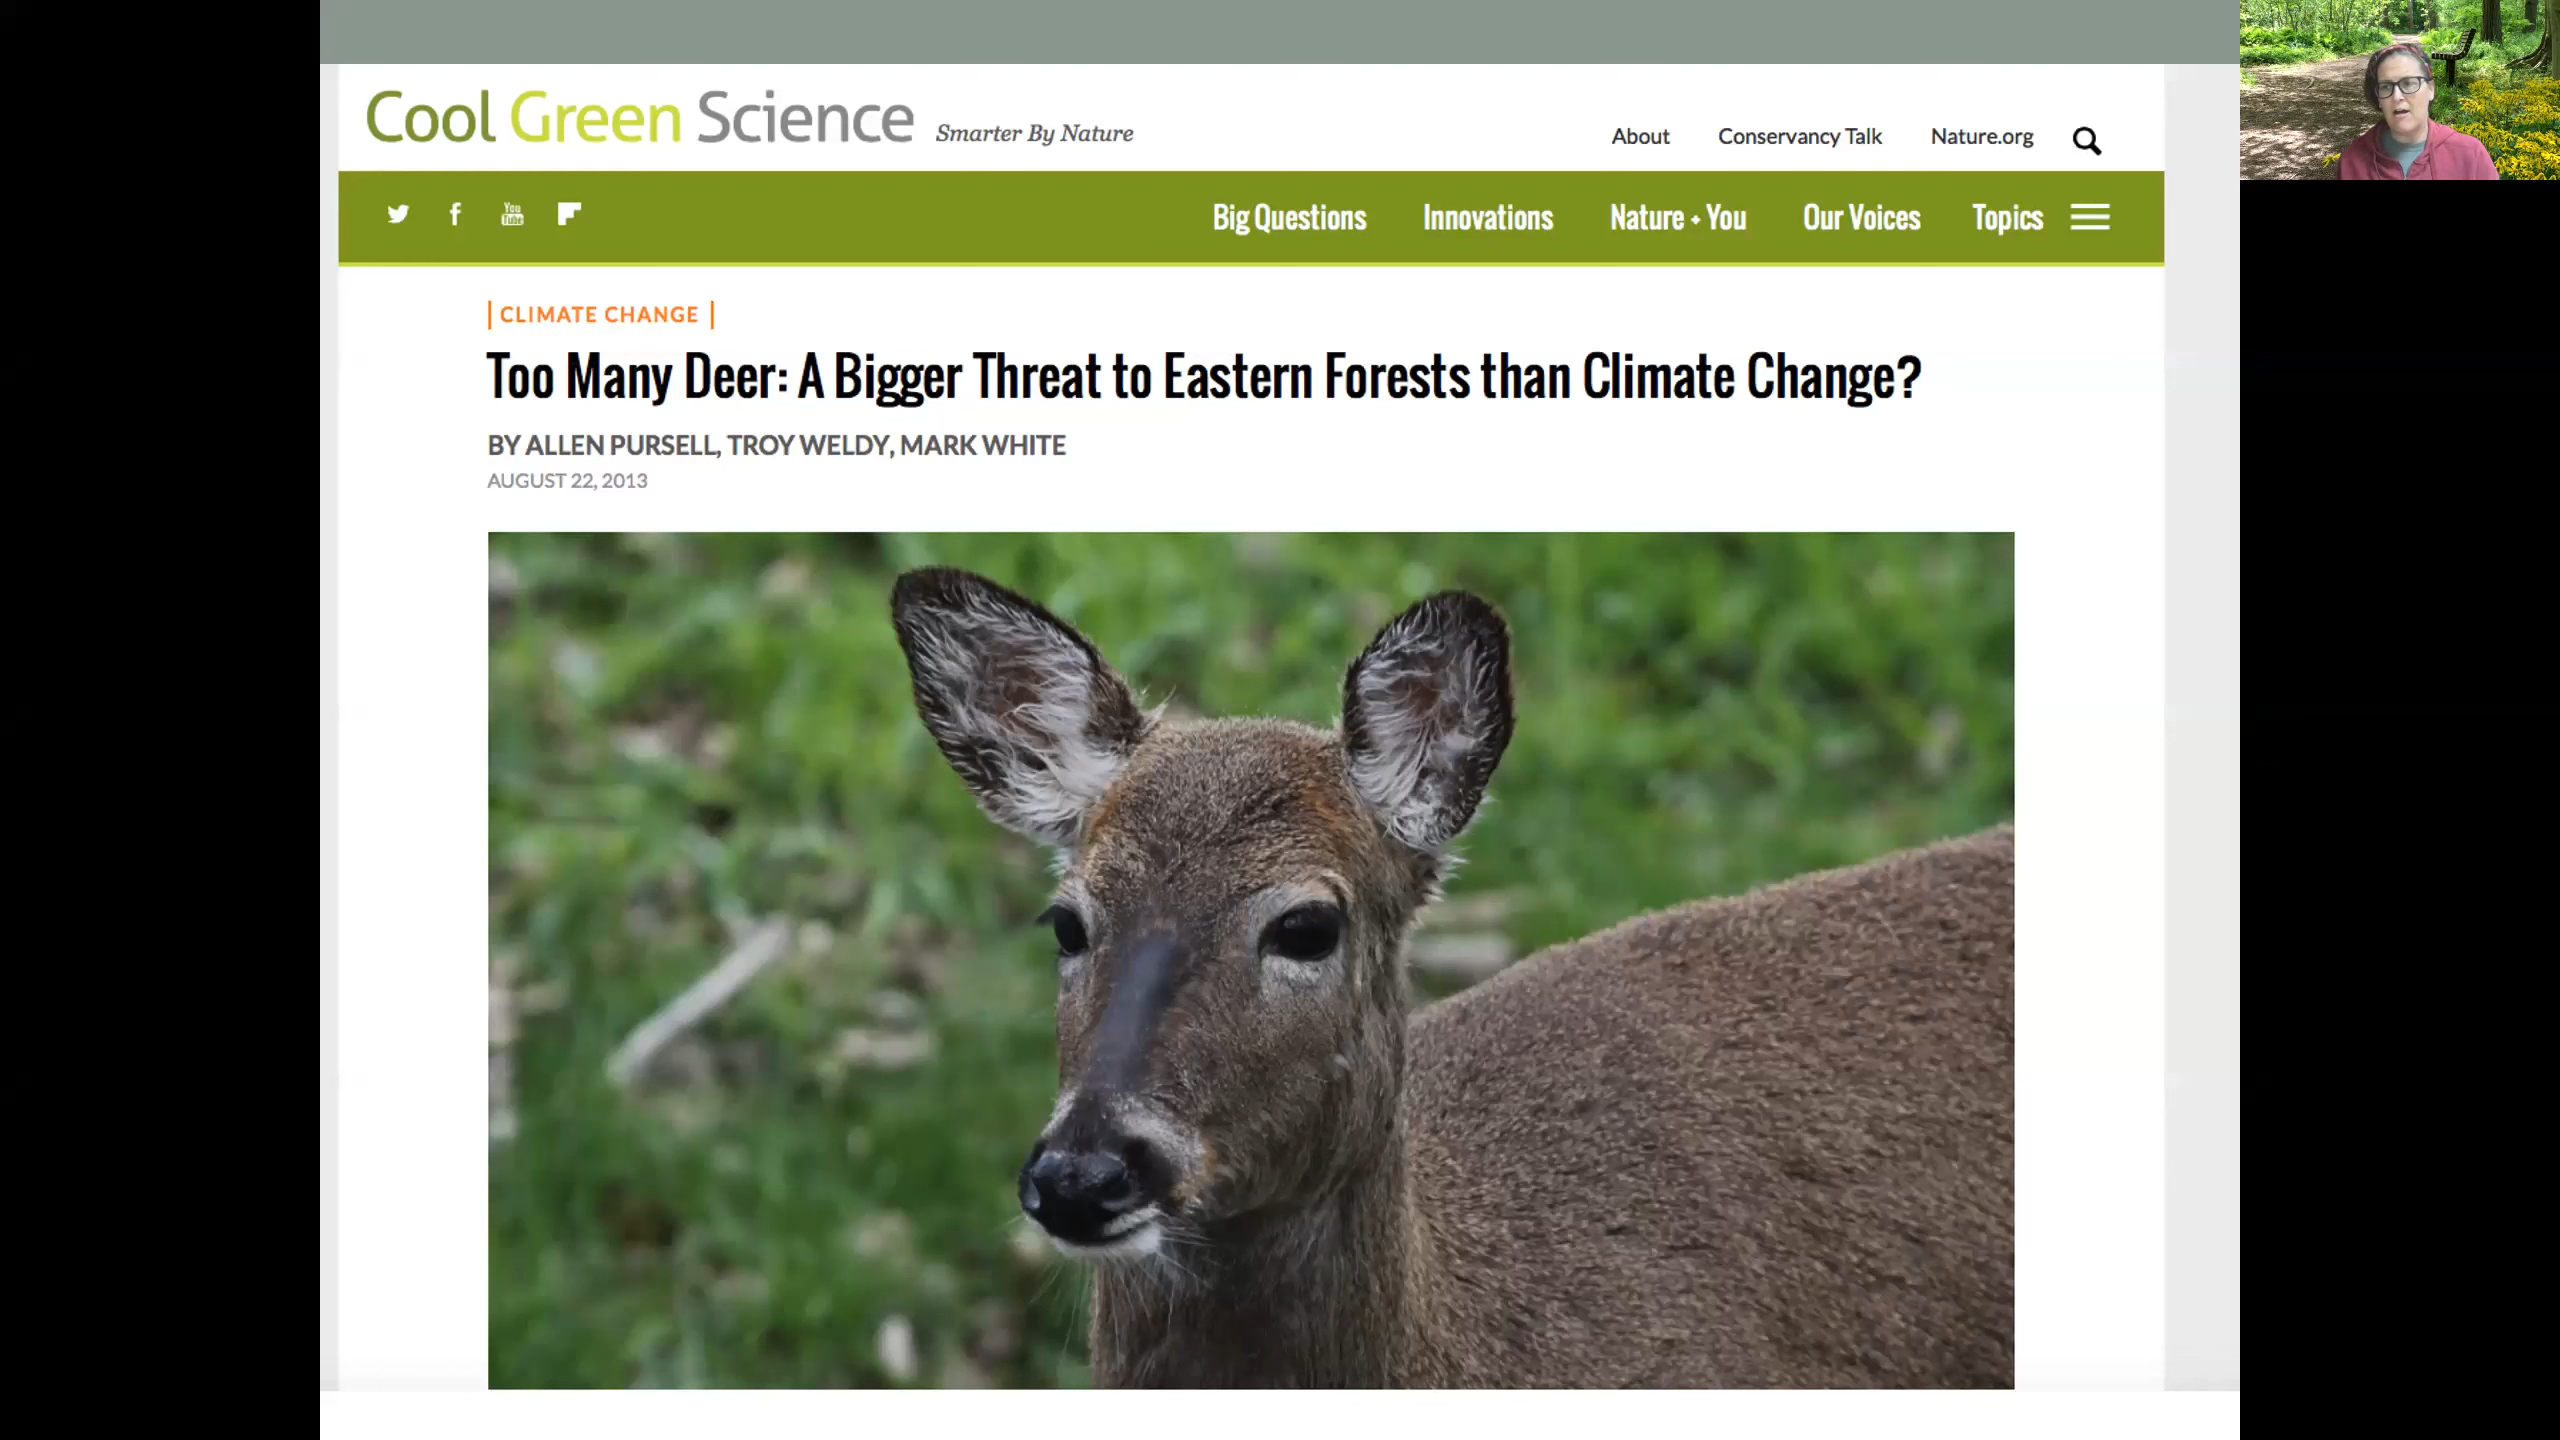 Cool Green Science Smarter By Nature
About Conservancy Talk Nature.org
You Tube
Big Questions Innovations Nature + You Our Voices Topics
CLIMATE CHANGE
Too Many Deer: A Bigger Threat to Eastern Forests than Climate Change?
BY ALLEN PURSELL, TROY WELDY, MARK WHITE
AUGUST 22, 2013